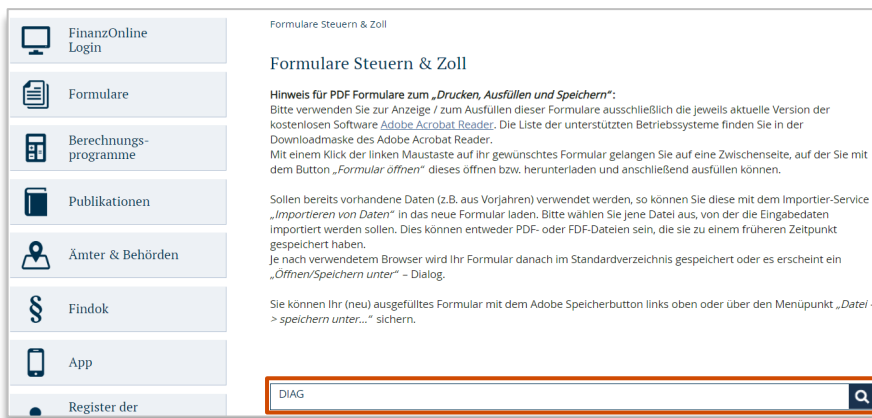 FinanzOnline
Login
Formulare
Berechnungs-
programme
Publikationen
Ämter & Behörden
§
Findok
App
Register der
Formulare Steuern & Zoll
Formulare Steuern & Zoll
Hinweis für PDF Formulare zum „Drucken, Ausfüllen und Speichern“:
Bitte verwenden Sie zur Anzeige / zum Ausfüllen dieser Formulare ausschließlich die jeweils aktuelle Version der
kostenlosen Software Adobe Acrobat Reader. Die Liste der unterstützten Betriebssysteme finden Sie in der
Downloadmaske des Adobe Acrobat Reader.
Mit einem Klick der linken Maustaste auf ihr gewünschtes Formular gelangen Sie auf eine Zwischenseite, auf der Sie mit
dem Button „Formular öffnen“ dieses öffnen bzw. herunterladen und anschließend ausfüllen können.
Sollen bereits vorhandene Daten (z.B. aus Vorjahren) verwendet werden, so können Sie diese mit dem Importier-Service
„Importieren von Daten“ in das neue Formular laden. Bitte wählen Sie jene Datei aus, von der die Eingabedaten
importiert werden sollen. Dies können entweder PDF- oder FDF-Dateien sein, die sie zu einem früheren Zeitpunkt
gespeichert haben.
Je nach verwendetem Browser wird Ihr Formular danach im Standardverzeichnis gespeichert oder es erscheint ein
„Öffnen/Speichern unter“ – Dialog.
Sie können Ihr (neu) ausgefülltes Formular mit dem Adobe Speicherbutton links oben oder über den Menüpunkt „Datei -
> speichern unter...“ sichern.
DIAG